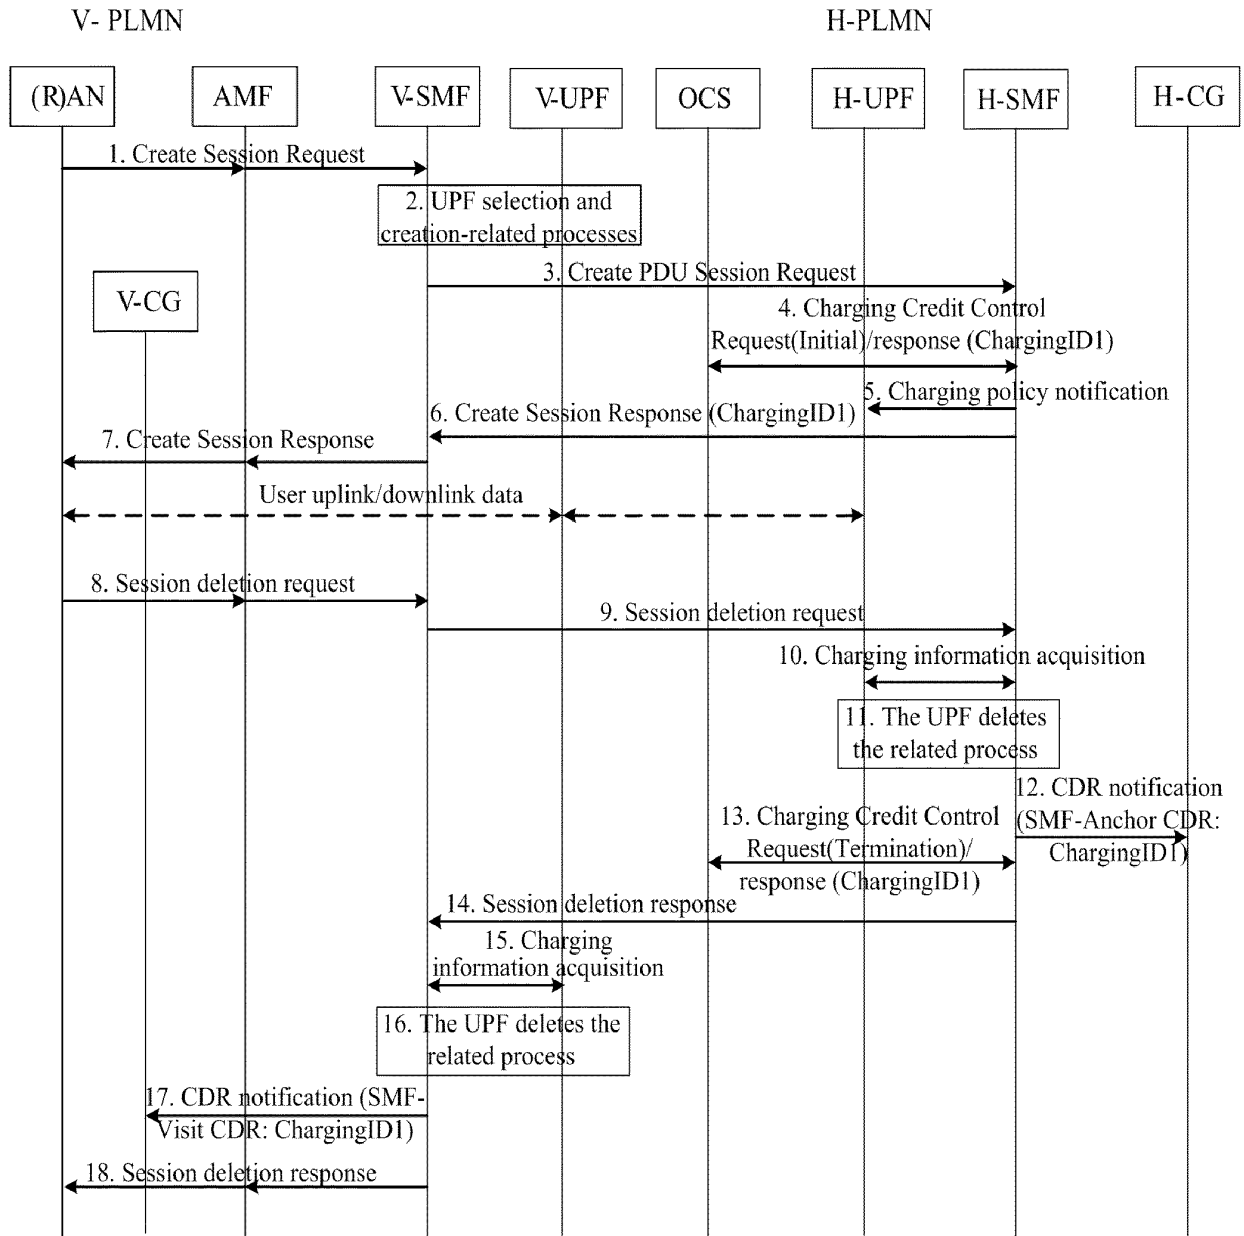 V- PLMN
H-PLMN
(R)AN
AMF
V-SMF
V-UPF
OCS
H-UPF
H-SMF
H-CG
1. Create Session Request
2. UPF selection and
creation-related processes
3. Create PDU Session Request
V-CG
4. Charging Credit Control
Request(Initial)/response (ChargingID1)
5. Charging policy notification
6. Create Session Response (ChargingID1)
7. Create Session Response
User uplink/downlink data
8. Session deletion request
9. Session deletion request
10. Charging information acquisition
11. The UPF deletes
the related process
12. CDR notification
(SMF-Anchor CDR:
ChargingID1)
13. Charging Credit Control
Request(Termination)/
response (ChargingID1)
14. Session deletion response
15. Charging
information acquisition
16. The UPF deletes the
related process
17. CDR notification (SMF-
Visit CDR: ChargingID1)
18. Session deletion response